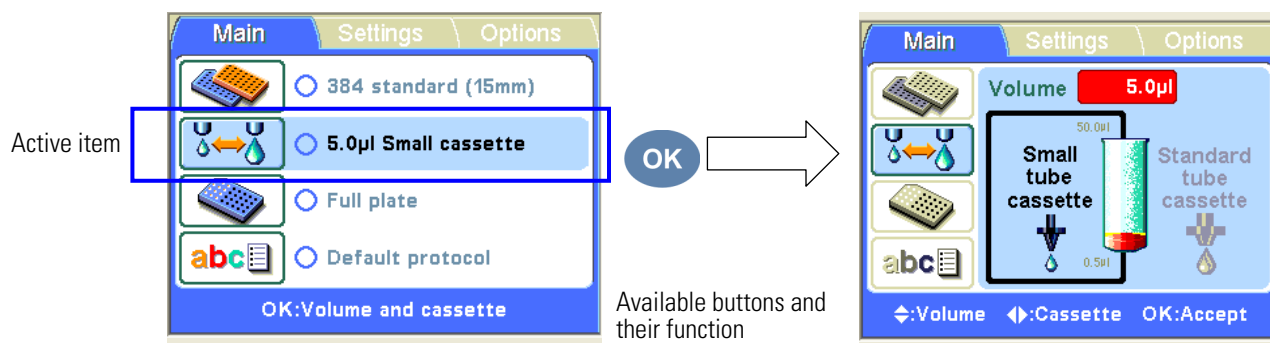 Main Settings Options
384 standard (15mm)
Active item
5.0µl Small cassette
Full plate
abc Default protocol
OK:Volume and cassette
OK
Available buttons and
their function
Main Settings Options
Volume 5.0µl
50.0µl
Small
tube
cassette
Standard
tube
cassette
abc
0.5µl
:Volume :Cassette OK:Accept